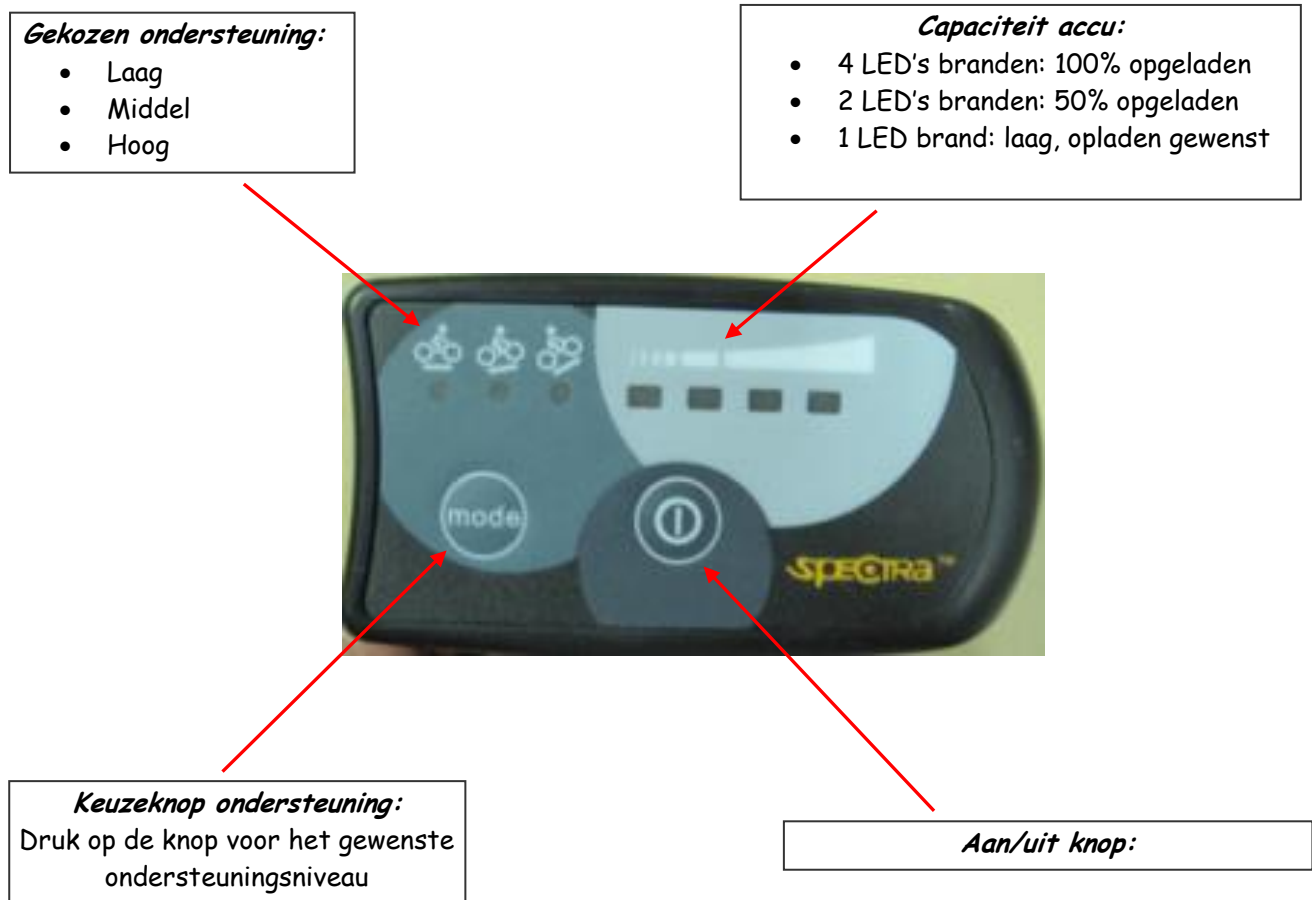 Gekozen ondersteuning:
• Laag
• Middel
• Hoog
Capaciteit accu:
• 4 LED's branden: 100% opgeladen
• 2 LED's branden: 50% opgeladen
• 1 LED brand: laag, opladen gewenst
mode
SPECTRA™
Keuzeknop ondersteuning:
Druk op de knop voor het gewenste
ondersteuningsniveau
Aan/uit knop: